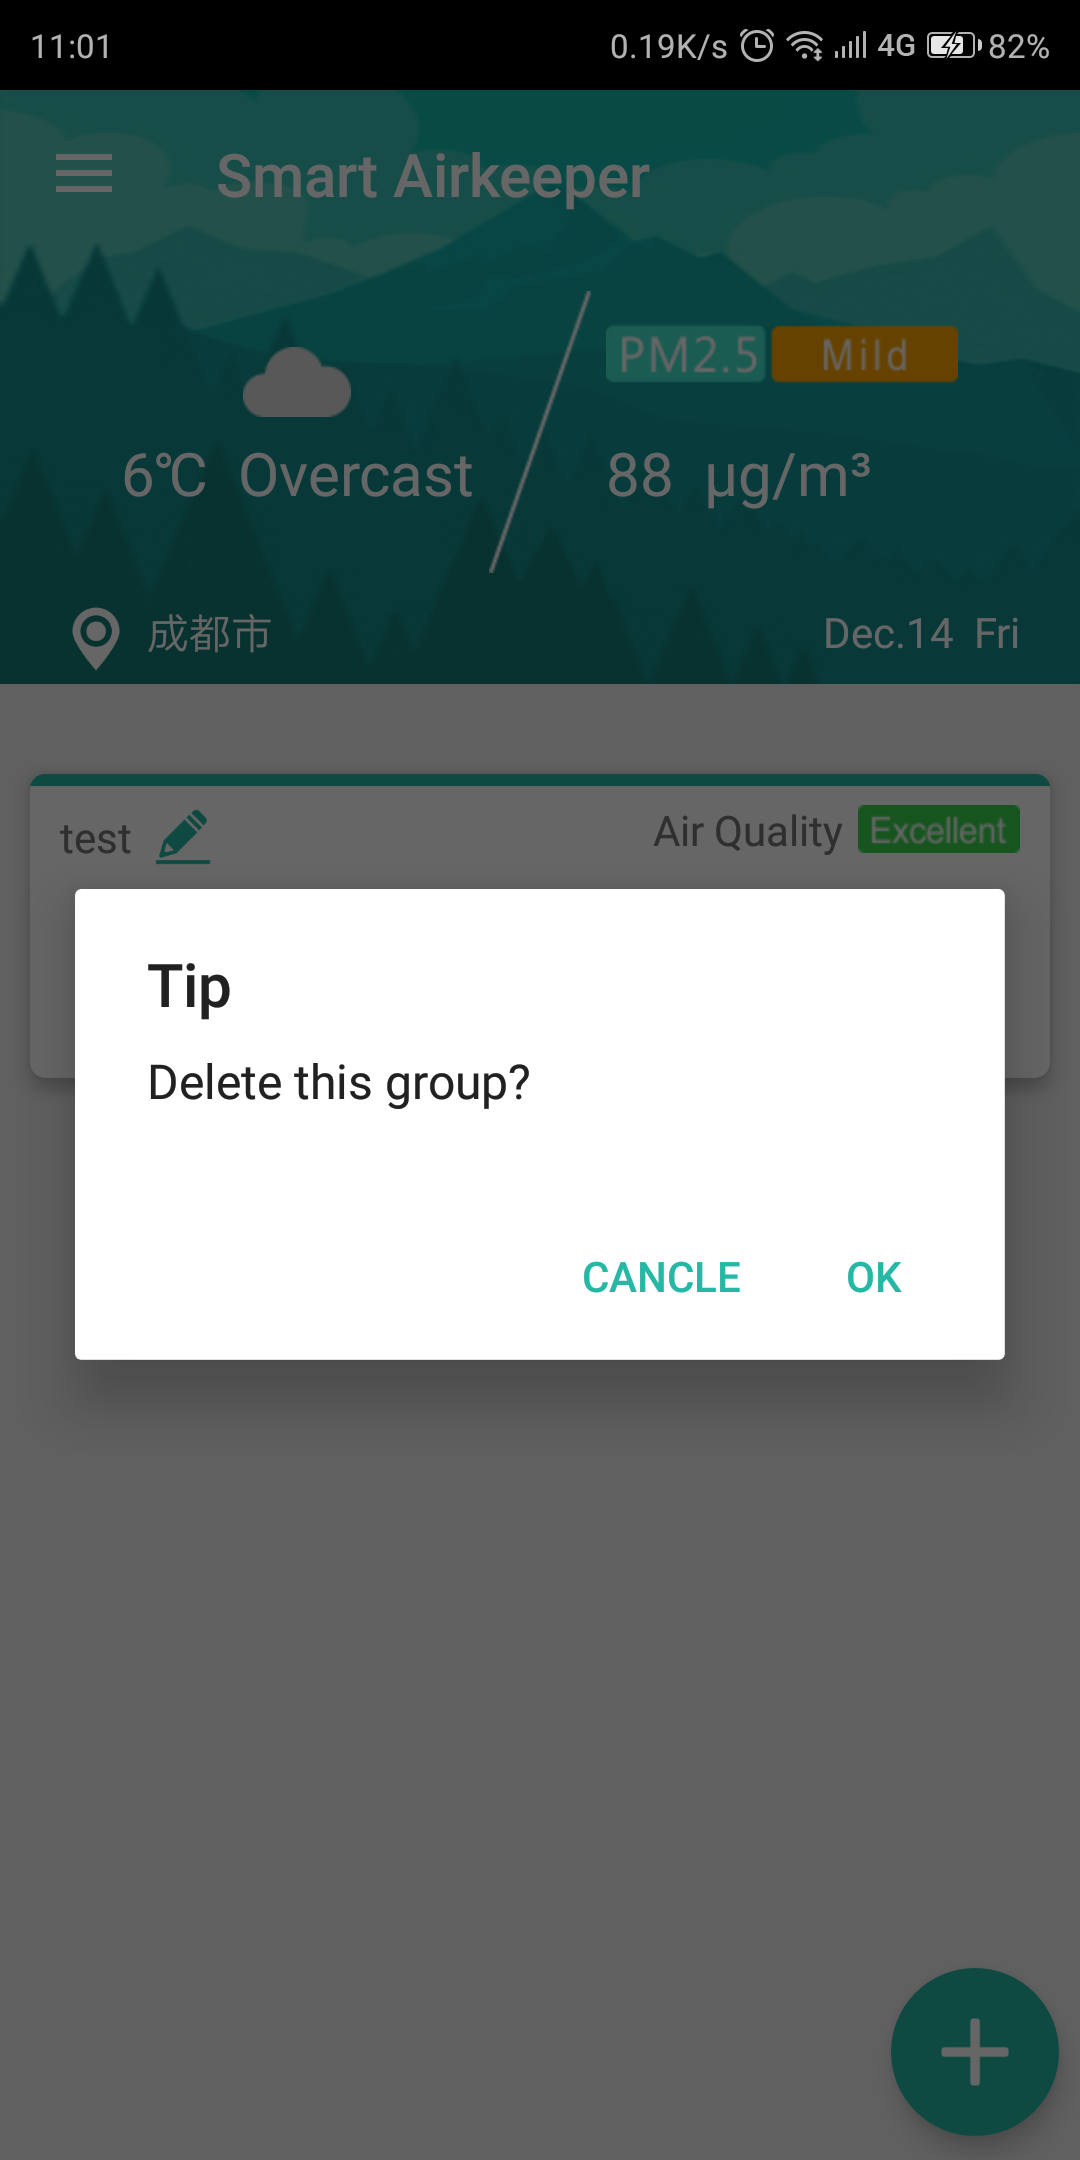 11:01 0.19K/s 4G 82%
Smart Airkeeper
PM2.5 Mild
6℃ Overcast 88 µg/m³
成都市 Dec.14 Fri
test Air Quality Excellent
Tip
Delete this group?
CANCLE OK